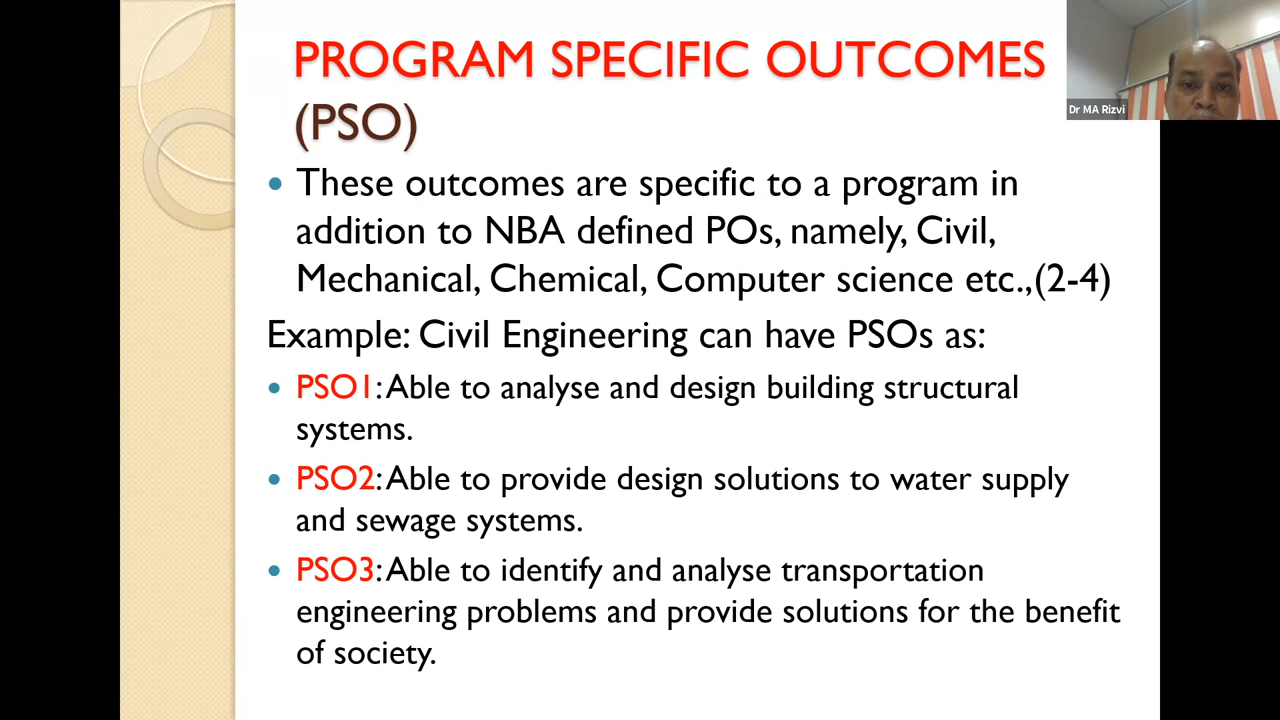 PROGRAM SPECIFIC OUTCOMES
(PSO)
Dr MA Rizvi
• These outcomes are specific to a program in
addition to NBA defined POs, namely, Civil,
Mechanical, Chemical, Computer science etc.,(2-4)
Example: Civil Engineering can have PSOs as:
• PSO1: Able to analyse and design building structural
systems.
• PSO2: Able to provide design solutions to water supply
and sewage systems.
• PSO3: Able to identify and analyse transportation
engineering problems and provide solutions for the benefit
of society.